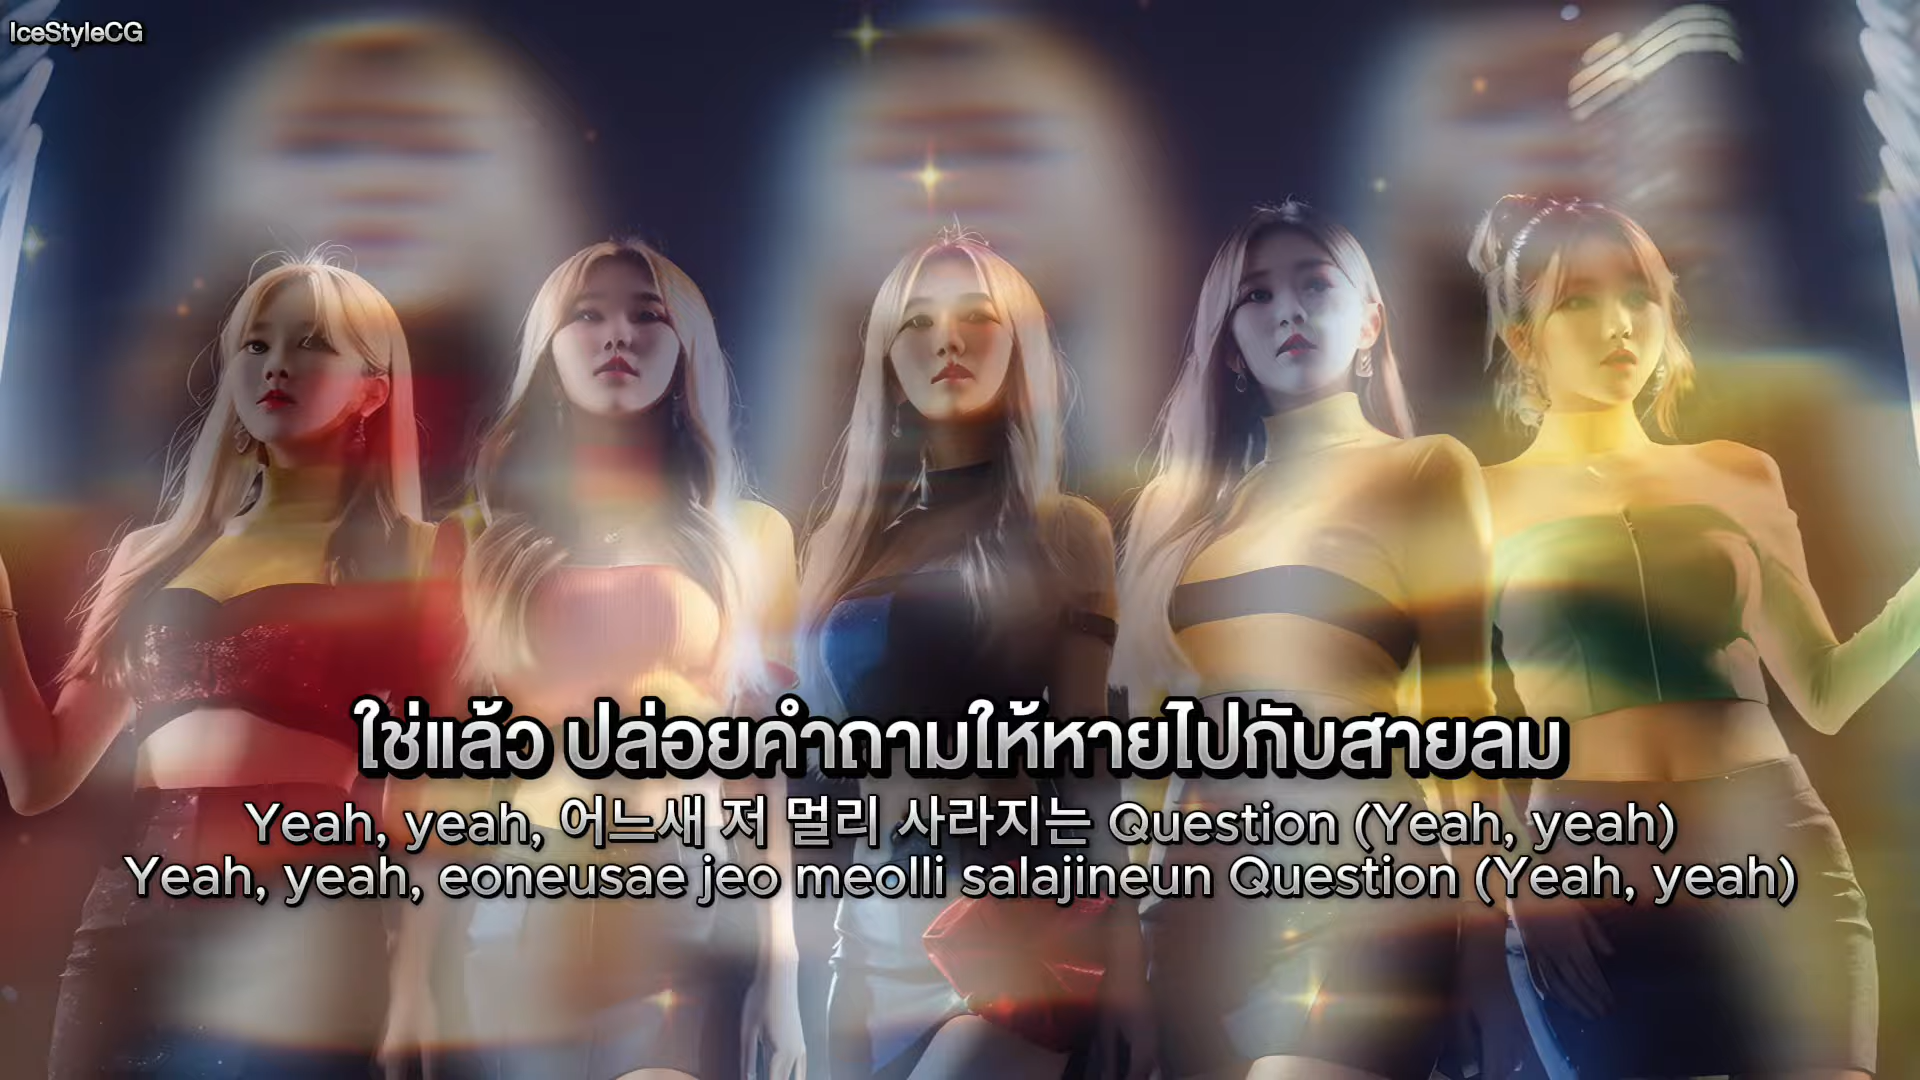 IceStyleCG
ใช่แล้ว ปล่อยคำถามให้หายไปกับสายลม
Yeah, yeah, 어느새 저 멀리 사라지는 Question (Yeah, yeah)
Yeah, yeah, eoneusae jeo meolli salajineun Question (Yeah, yeah)